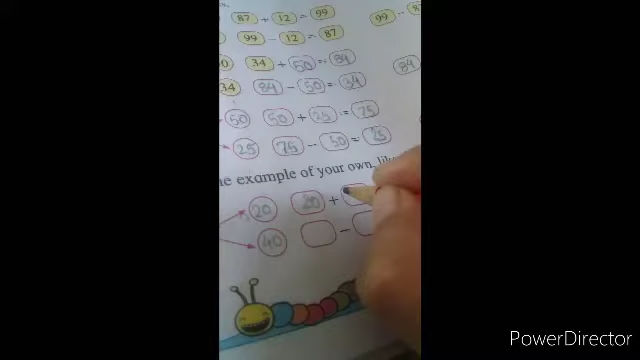 87 + 12 = 99 99 -
99 - 12 = 87
34 + 50 = 84
34 84 - 50 = 34 84
50 50 + 25 = 75
25 75 - 50 = 25
example of your own, li
20 20 +
40 -
PowerDirector